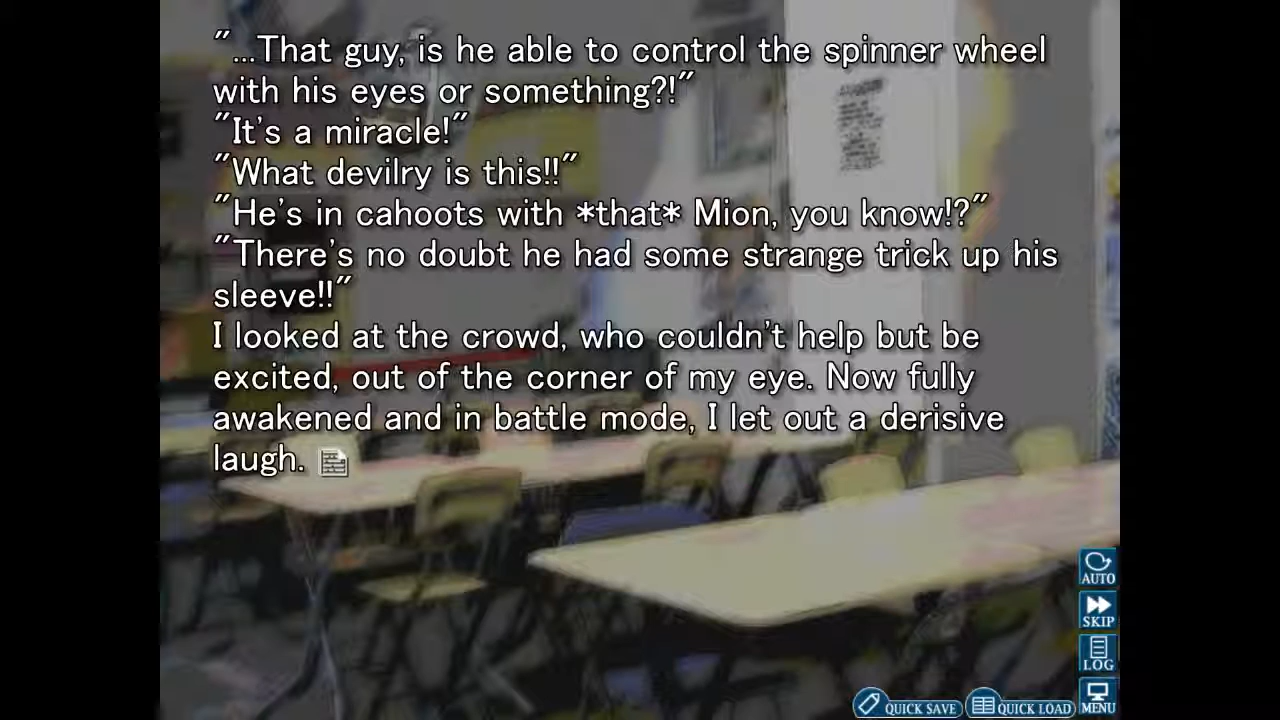 "...That guy, is he able to control the spinner wheel
with his eyes or something?!"
"It's a miracle!"
"What devilry is this!!"
"He's in cahoots with *that* Mion, you know!?"
"There's no doubt he had some strange trick up his
sleeve!!"
I looked at the crowd, who couldn't help but be
excited, out of the corner of my eye. Now fully
awakened and in battle mode, I let out a derisive
laugh.
AUTO
SKIP
LOG
MENU
QUICK SAVE
QUICK LOAD